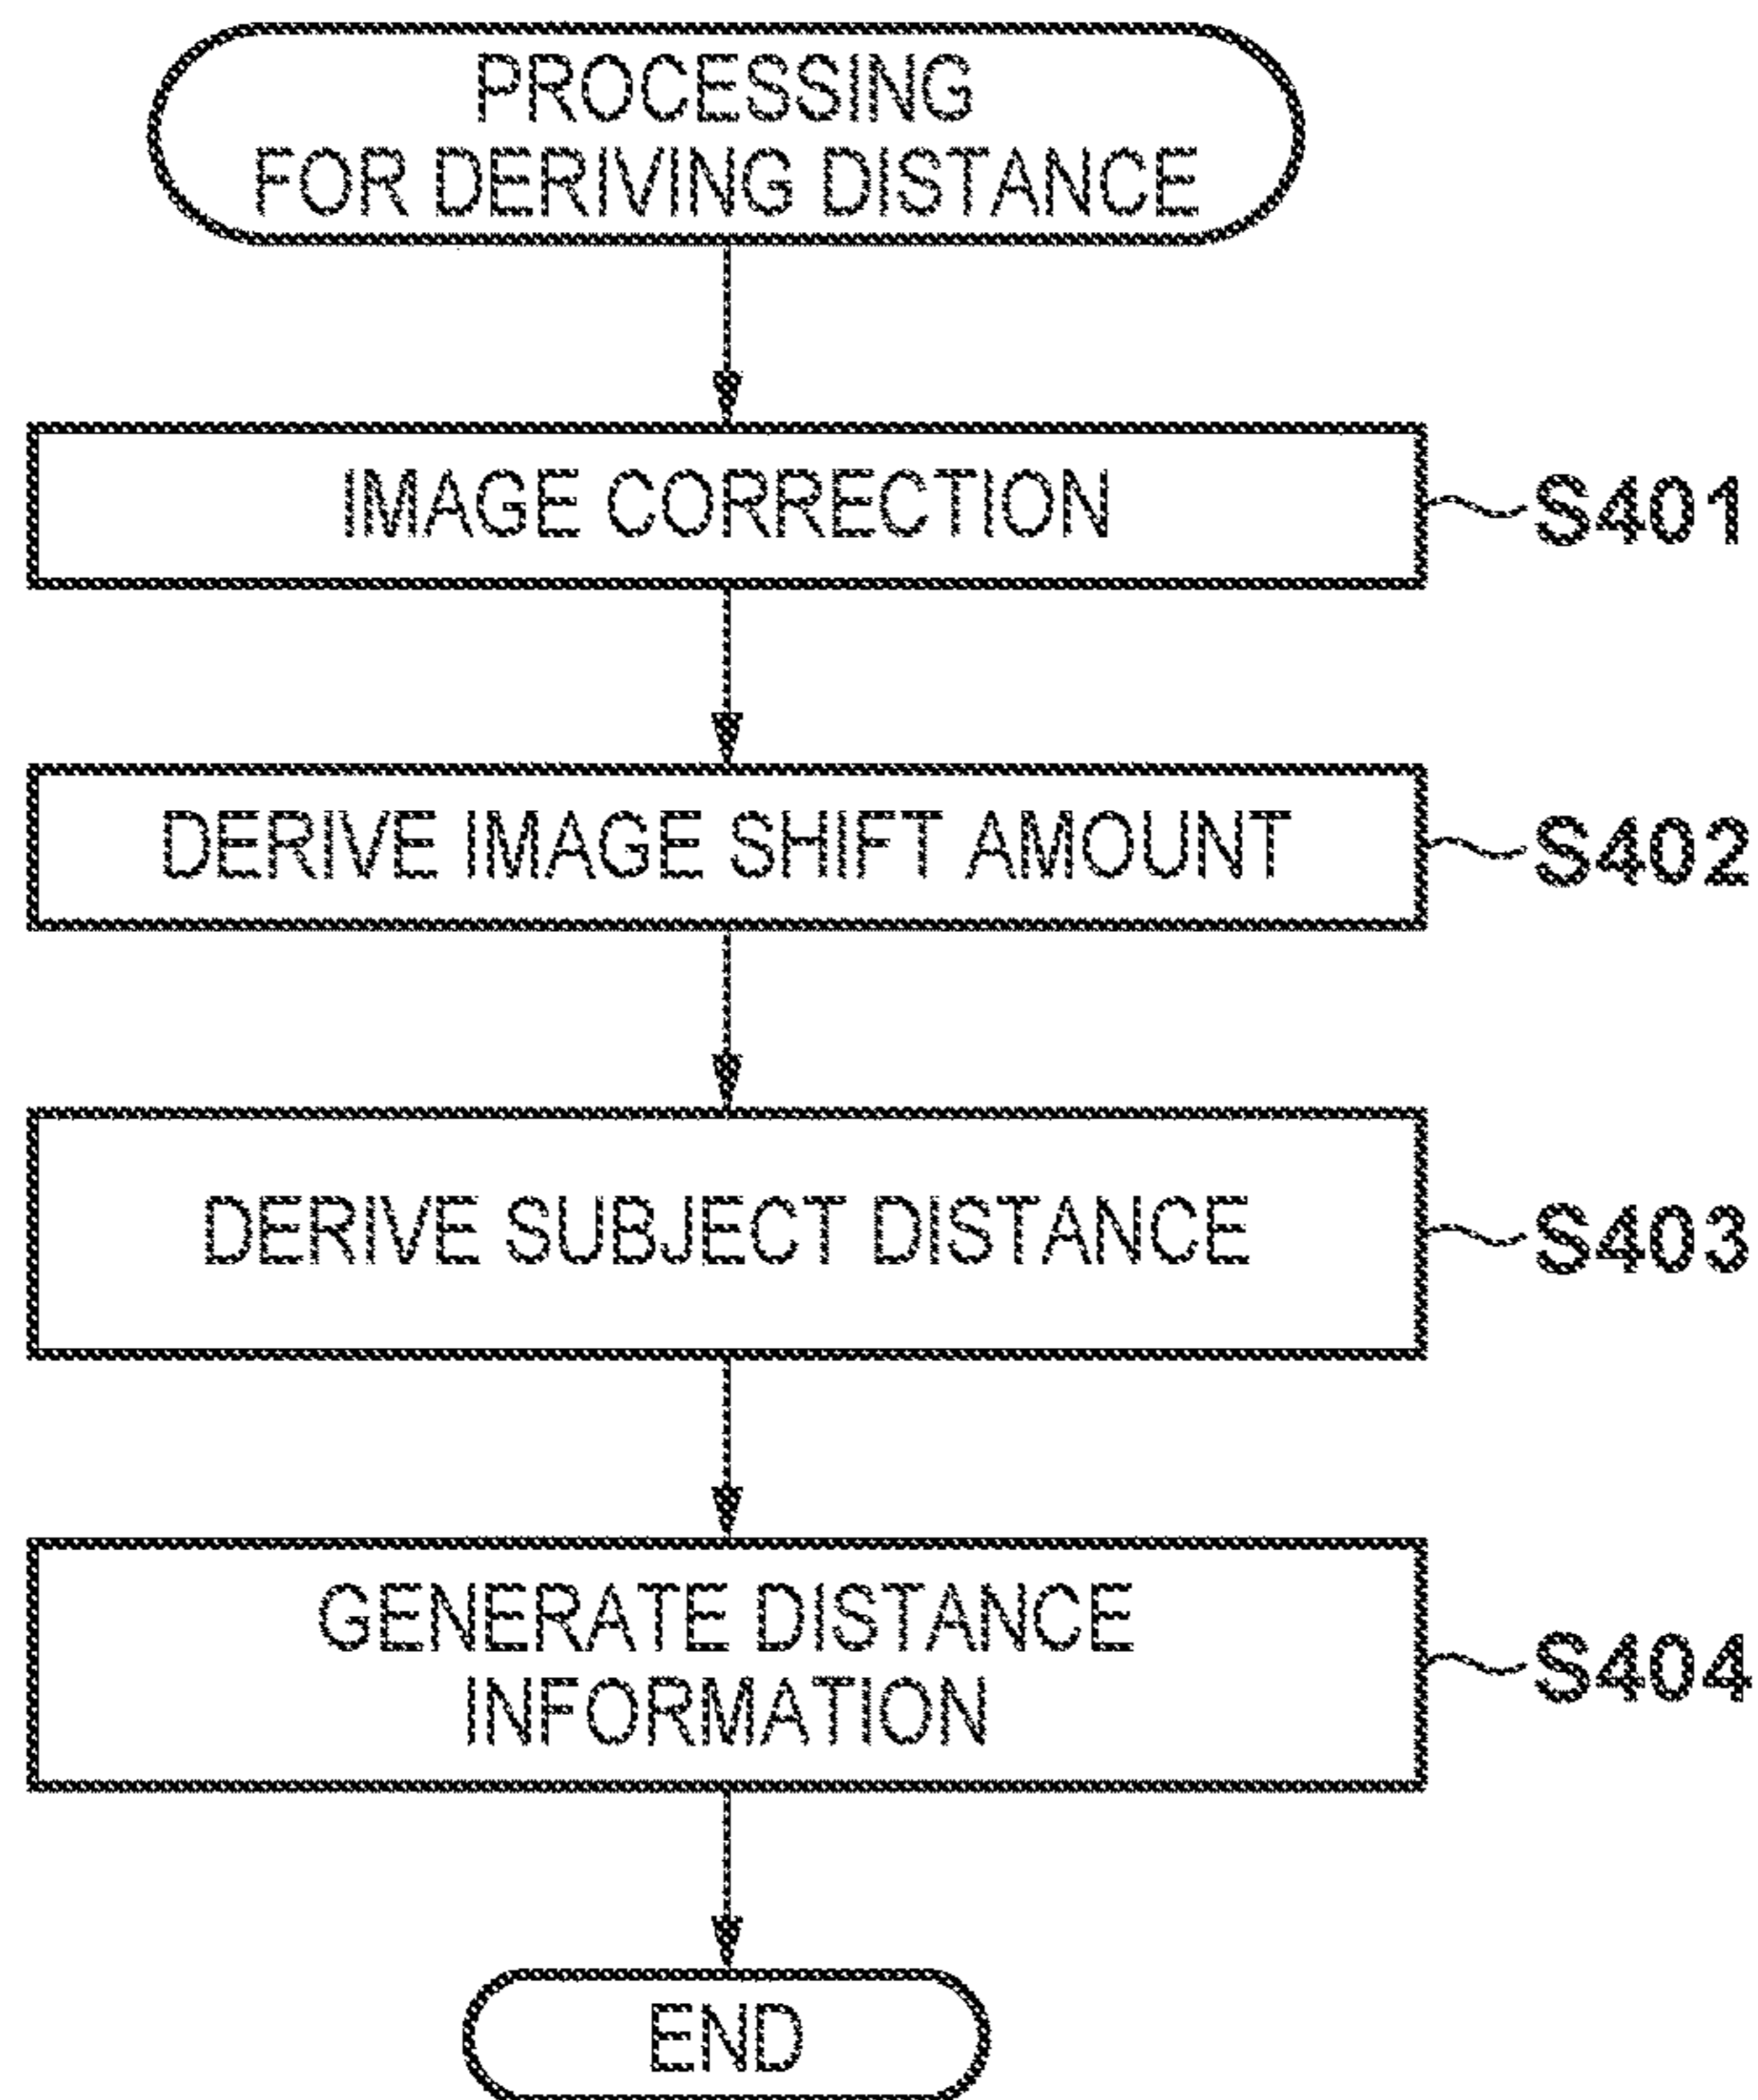 PROCESSING
FOR DERIVING DISTANCE
IMAGE CORRECTION
S401
DERIVE IMAGE SHIFT AMOUNT
S402
DERIVE SUBJECT DISTANCE
S403
GENERATE DISTANCE
INFORMATION
S404
END